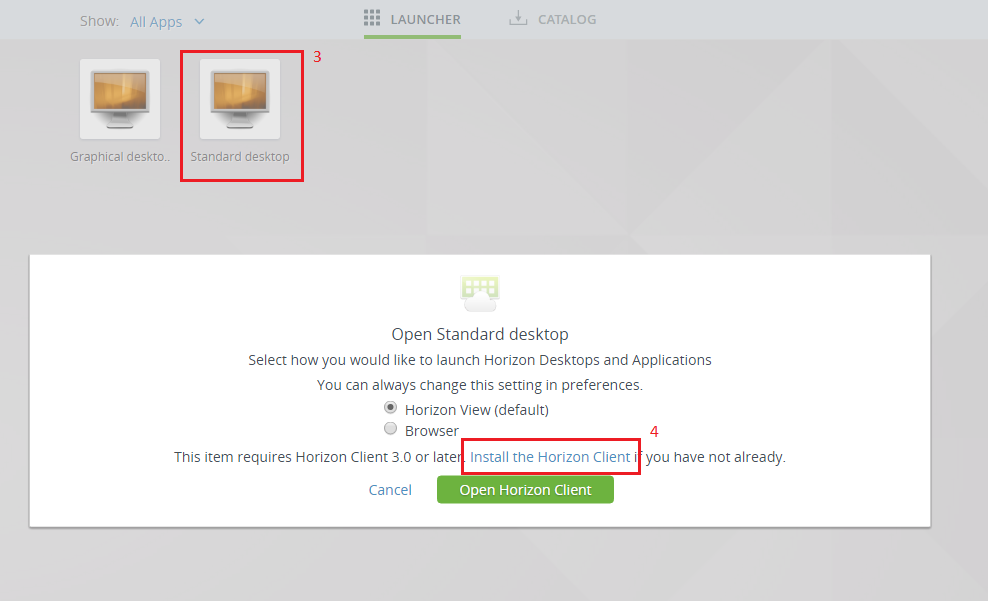 Show: All Apps LAUNCHER CATALOG
3
Graphical deskto.. Standard desktop
Open Standard desktop
Select how you would like to launch Horizon Desktops and Applications
You can always change this setting in preferences.
Horizon View (default)
Browser
4
This item requires Horizon Client 3.0 or later. Install the Horizon Client if you have not already.
Cancel Open Horizon Client